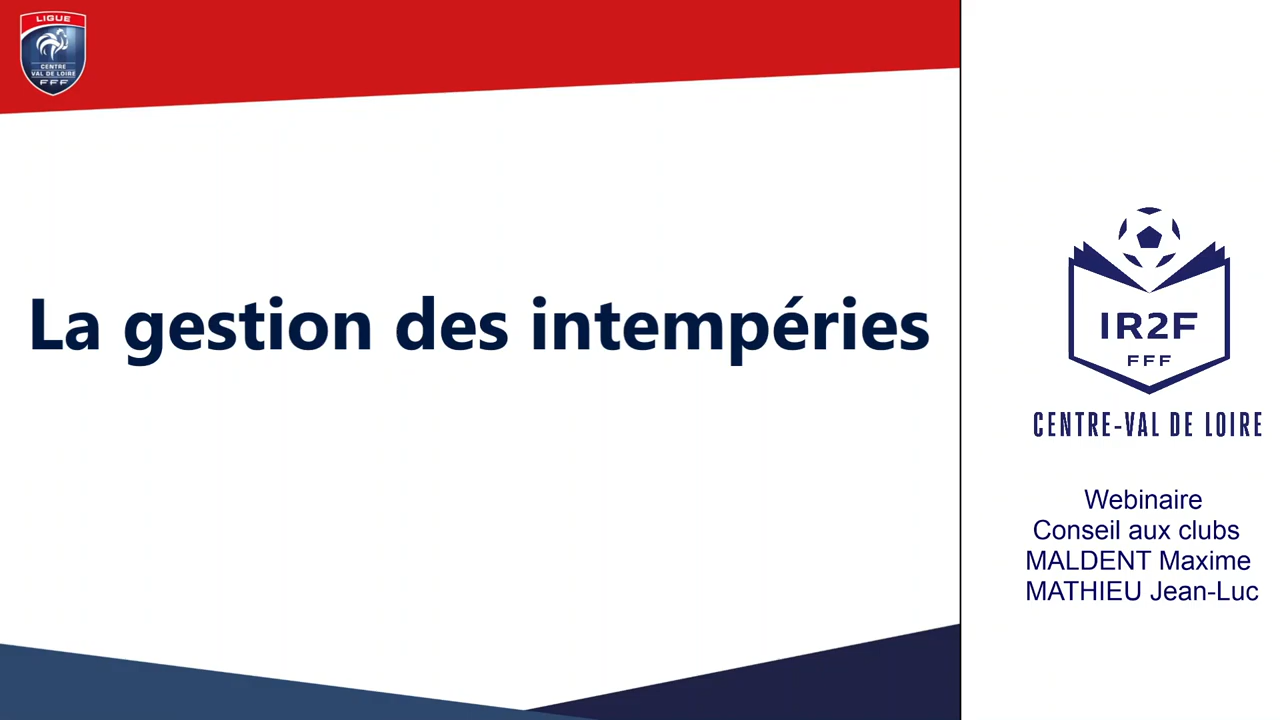 LIGUE
CENTRE
VAL DE LOIRE
FFF
La gestion des intempéries
IR2F
FFF
CENTRE-VAL DE LOIRE
Webinaire
Conseil aux clubs
MALDENT Maxime
MATHIEU Jean-Luc